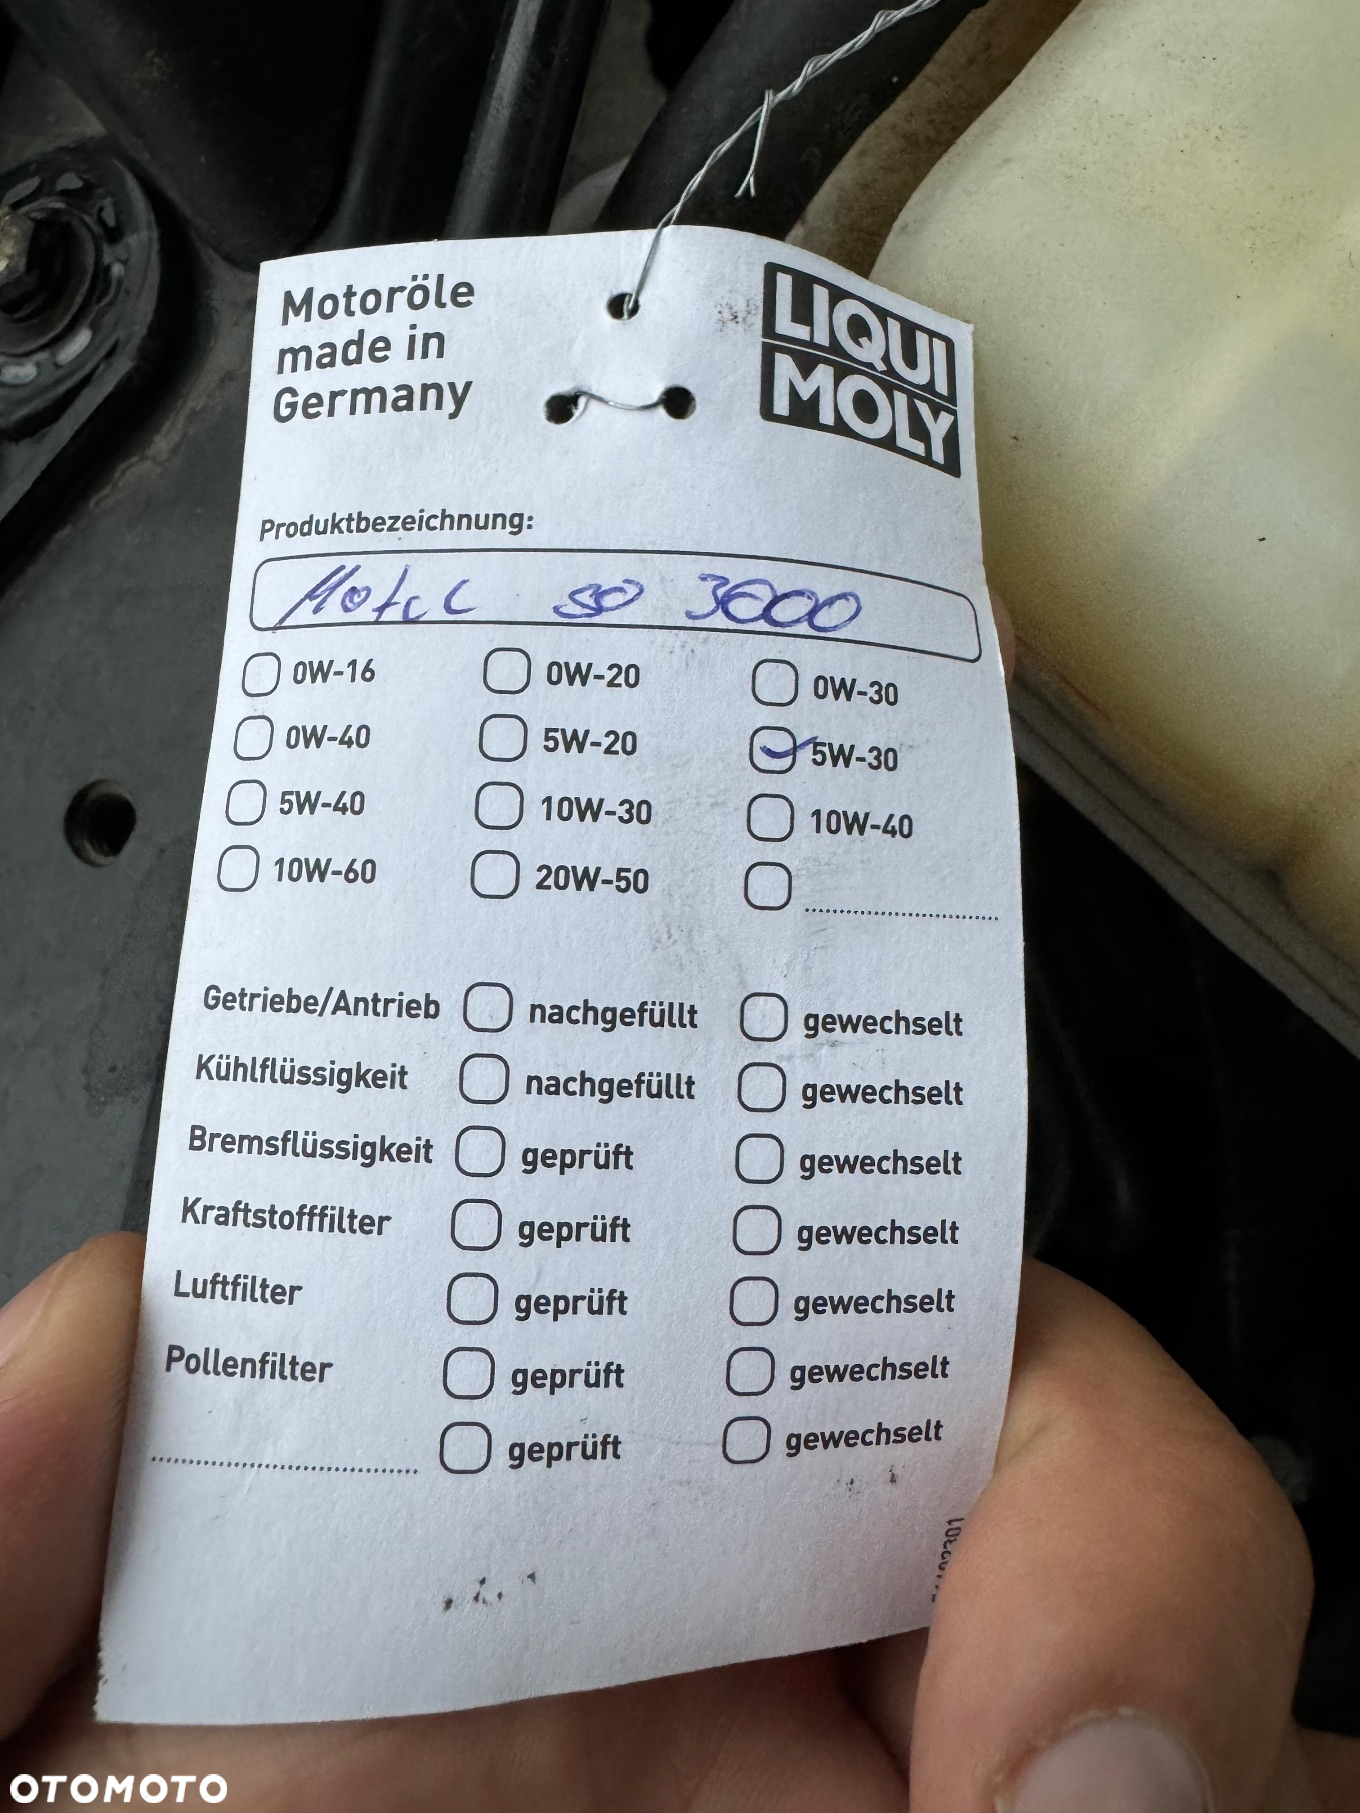 Motoröle
made in
Germany
LIQUI
MOLY
Produktbezeichnung:
3000
0W-16 0W-20 0W-30
0W-40 5W-20 5W-30
5W-40 10W-30 10W-40
10W-60 20W-50
Getriebe/Antrieb nachgefüllt gewechselt
Kühlflüssigkeit nachgefüllt gewechselt
Bremsflüssigkeit geprüft gewechselt
Kraftstofffilter geprüft gewechselt
Luftfilter geprüft gewechselt
Pollenfilter geprüft gewechselt
geprüft gewechselt
OTOMOTO